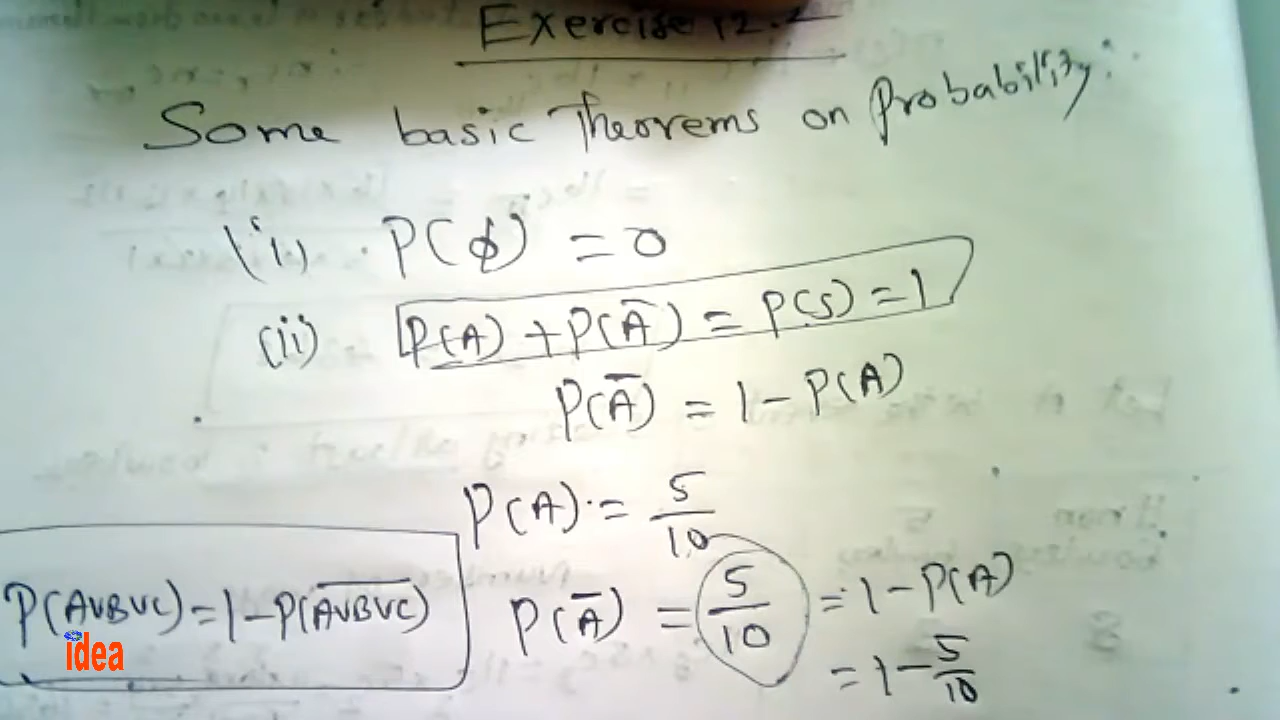 Exercise 12.2
Some basic Theorems on Probability:
(i) P(ϕ) = 0
(ii) P(A) + P(A̅) = P(S) = 1
P(A̅) = 1 - P(A)
P(A) = 5/10
P(AUBUC) = 1 - P(A̅U̅B̅U̅C̅)
P(A̅) = 5/10 = 1 - P(A)
= 1 - 5/10
idea